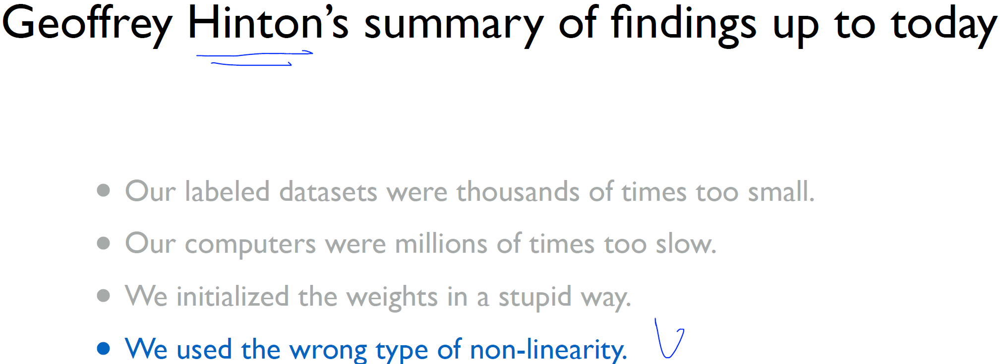 Geoffrey Hinton’s summary of findings up to today
• Our labeled datasets were thousands of times too small.
• Our computers were millions of times too slow.
• We initialized the weights in a stupid way.
• We used the wrong type of non-linearity.